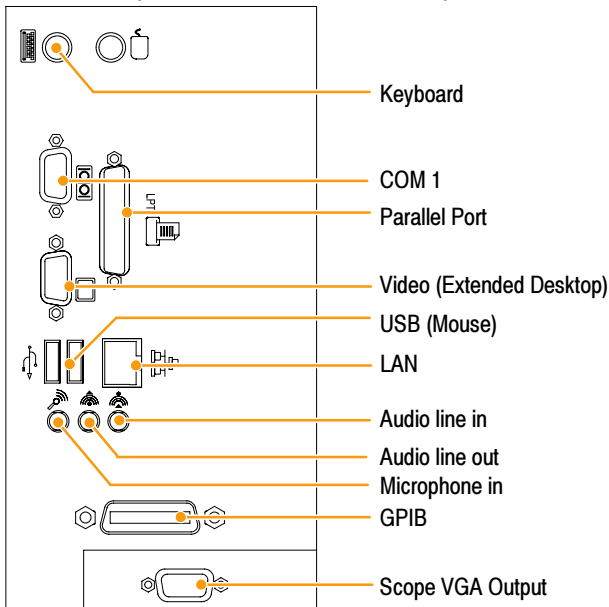 Keyboard
COM 1
LPT
Parallel Port
Video (Extended Desktop)
USB (Mouse)
LAN
Audio line in
Audio line out
Microphone in
GPIB
Scope VGA Output